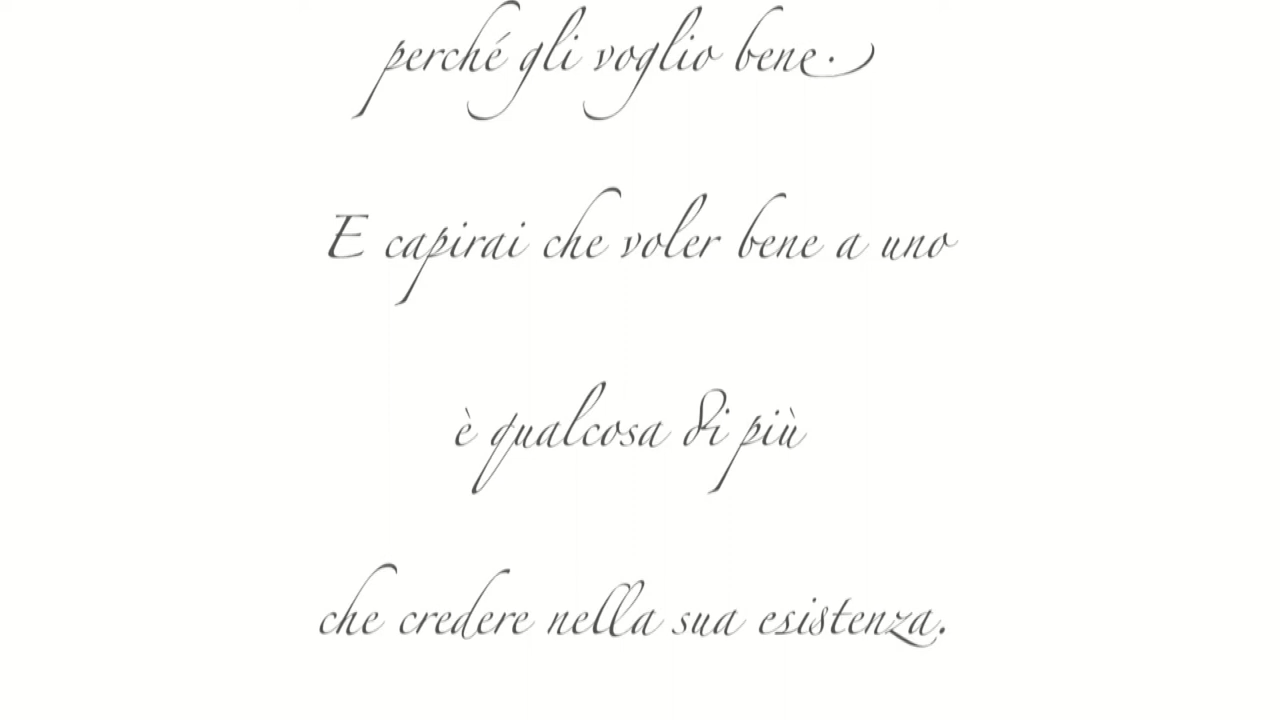 perché gli voglio bene.
E capirai che voler bene a uno
è qualcosa di più
che credere nella sua esistenza.